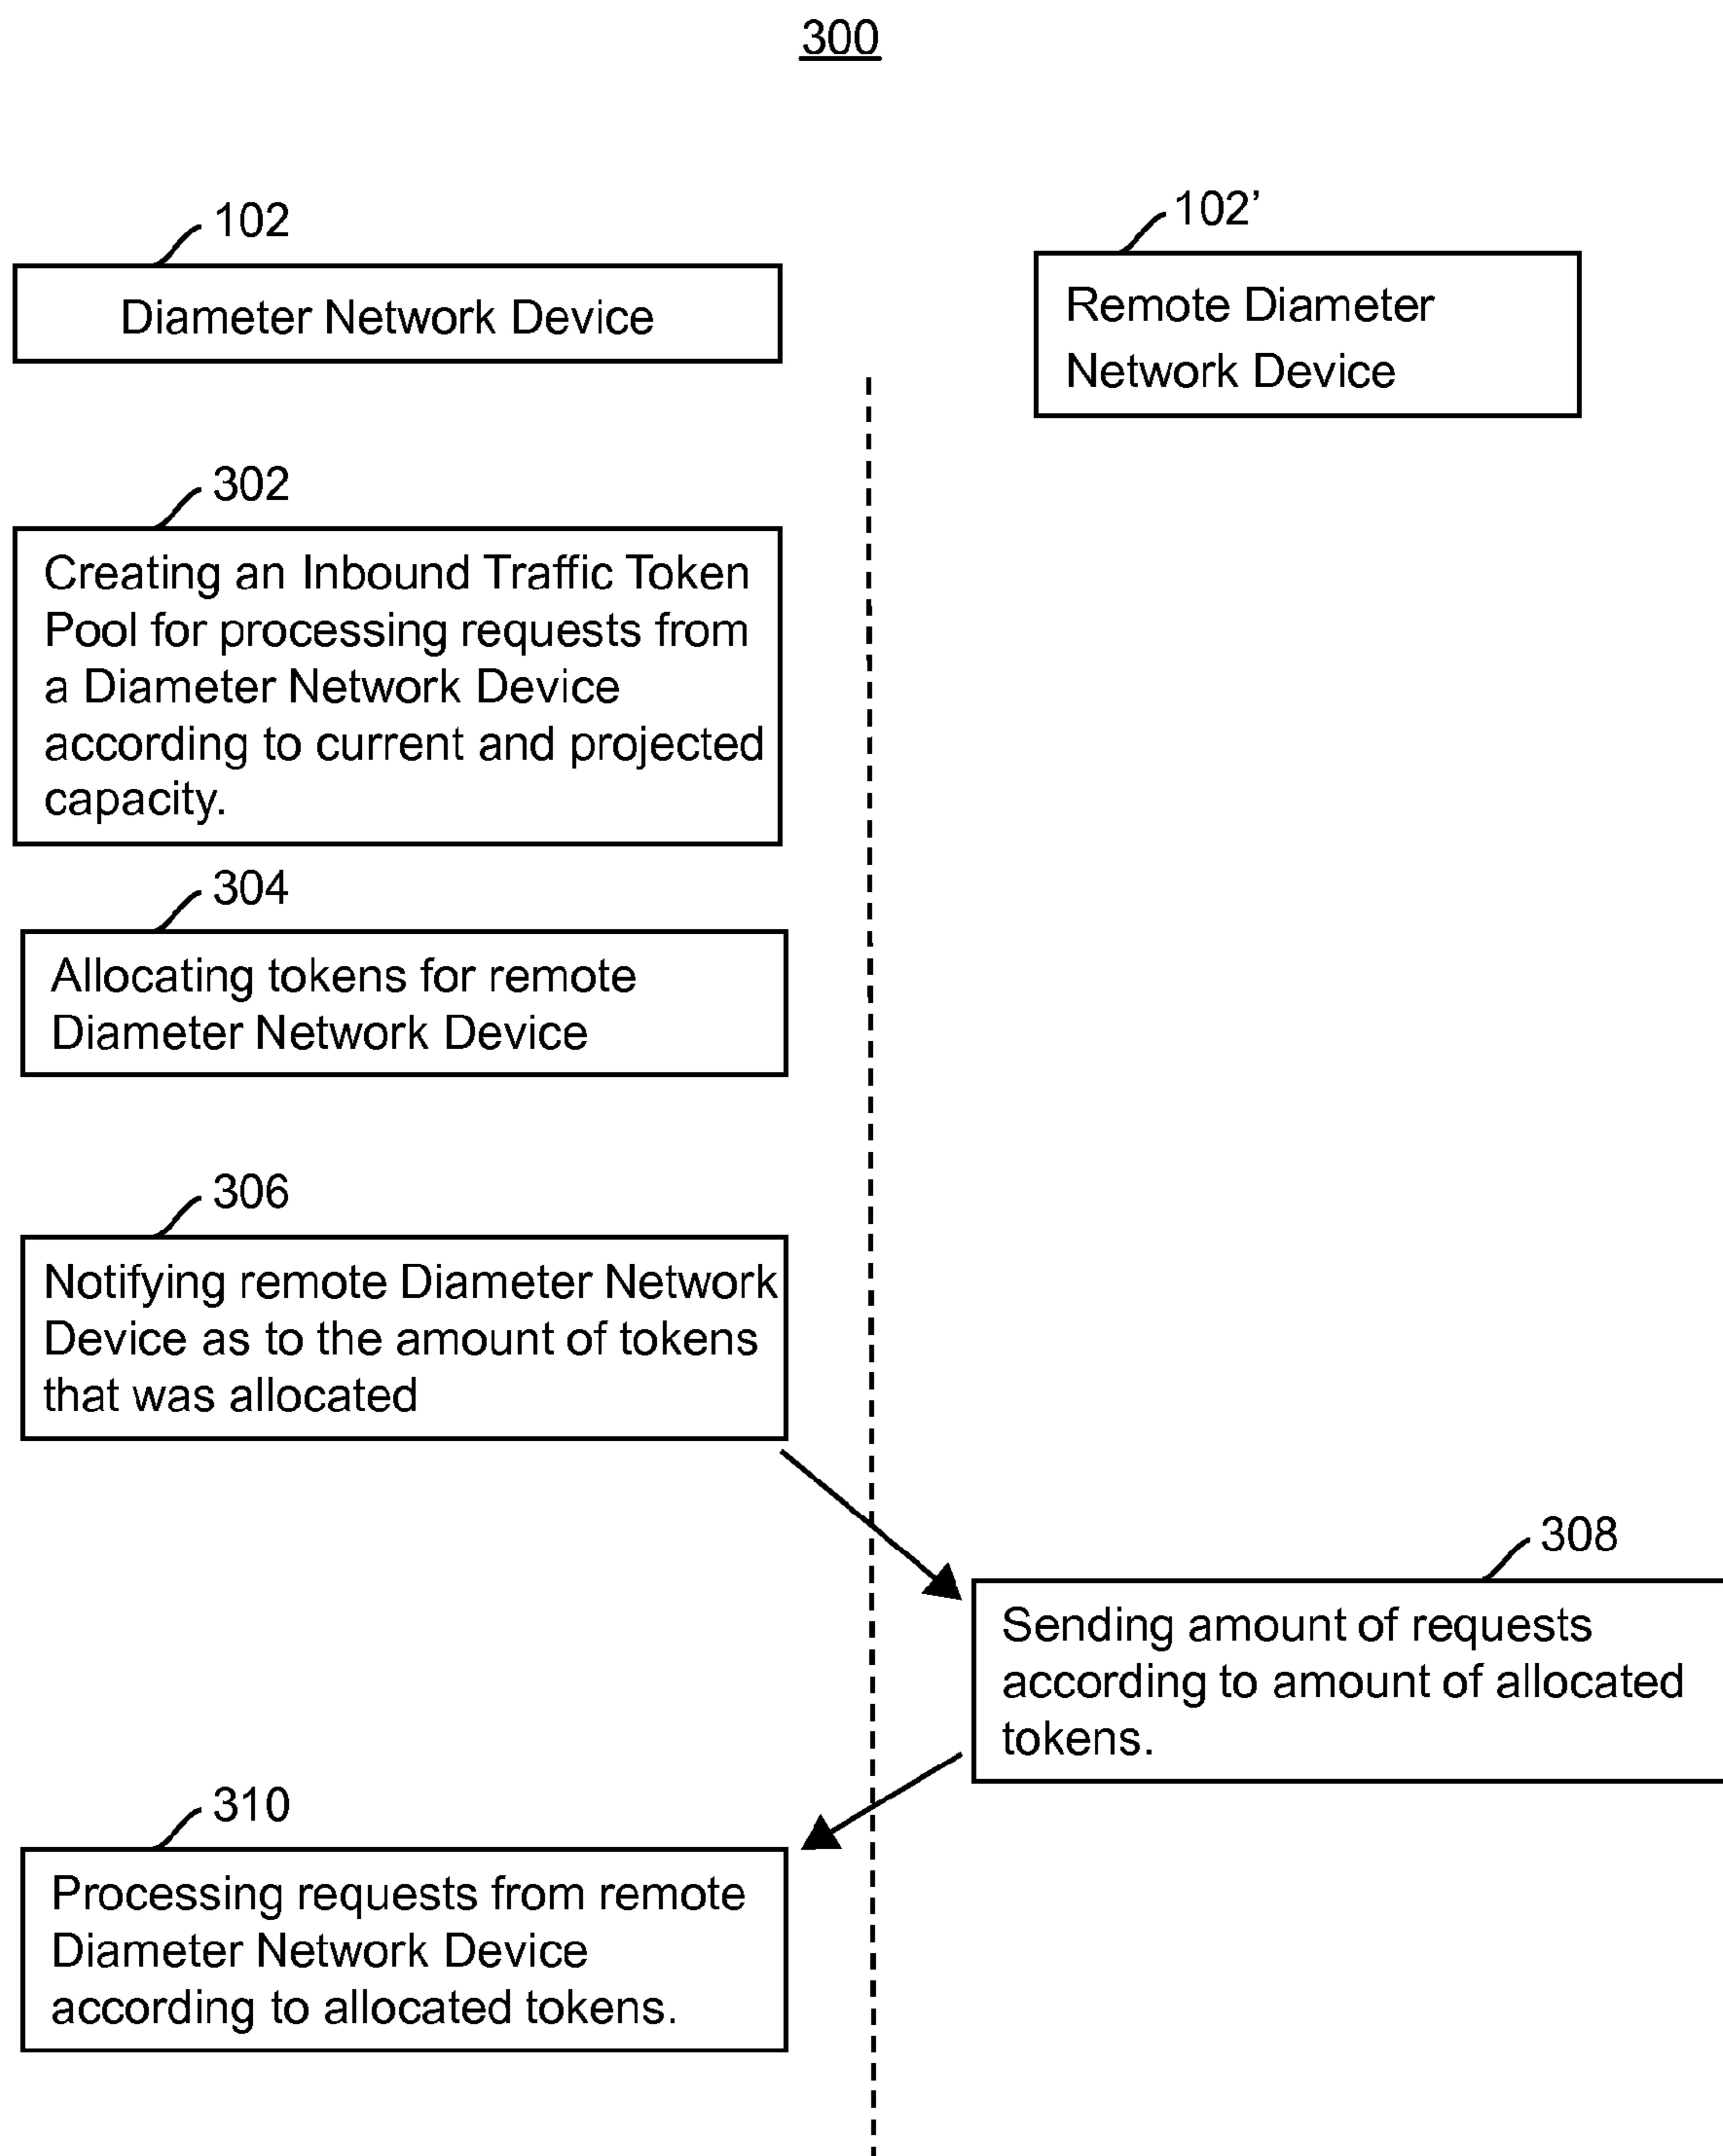 300
102
Diameter Network Device
102’
Remote Diameter
Network Device
302
Creating an Inbound Traffic Token
Pool for processing requests from
a Diameter Network Device
according to current and projected
capacity.
304
Allocating tokens for remote
Diameter Network Device
306
Notifying remote Diameter Network
Device as to the amount of tokens
that was allocated
308
Sending amount of requests
according to amount of allocated
tokens.
310
Processing requests from remote
Diameter Network Device
according to allocated tokens.